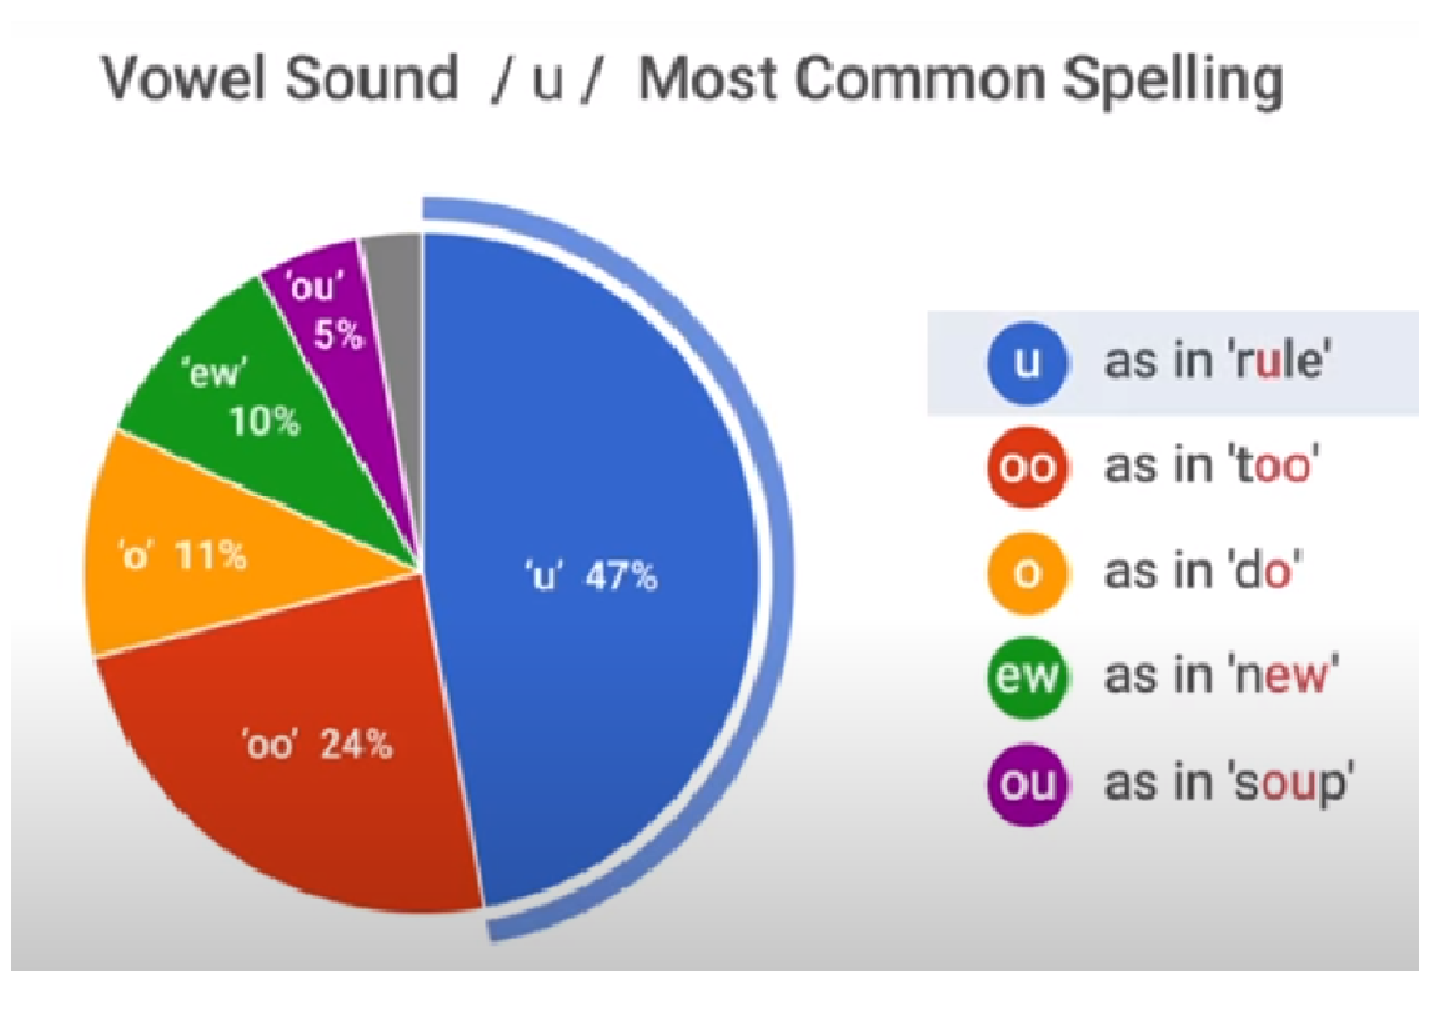 Vowel Sound / u / Most Common Spelling
'ou'
5%
'ew'
10%
'o' 11%
'u' 47%
'oo' 24%
u as in 'rule'
oo as in 'too'
o as in 'do'
ew as in 'new'
ou as in 'soup'